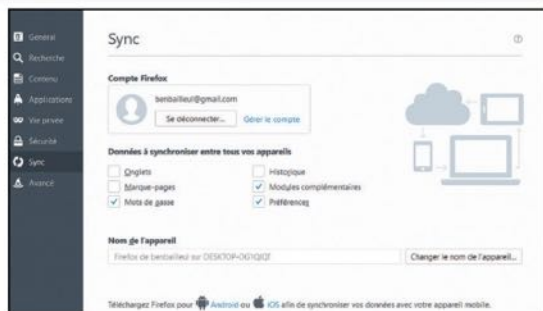 Général
Recherche
Contenu
Applications
Vie privée
Sécurité
Sync
Avancé
Sync
Compte Firefox
benbailleul@gmail.com
Se déconnecter... Gérer le compte
Données à synchroniser entre tous vos appareils
Onglets Historique
Marque-pages Modules complémentaires
Mots de passe Préférences
Nom de l'appareil
Firefox de benbailleul sur Changer le nom de l'appareil...
Téléchargez Firefox pour Android ou iOS afin de synchroniser vos données avec votre appareil mobile.